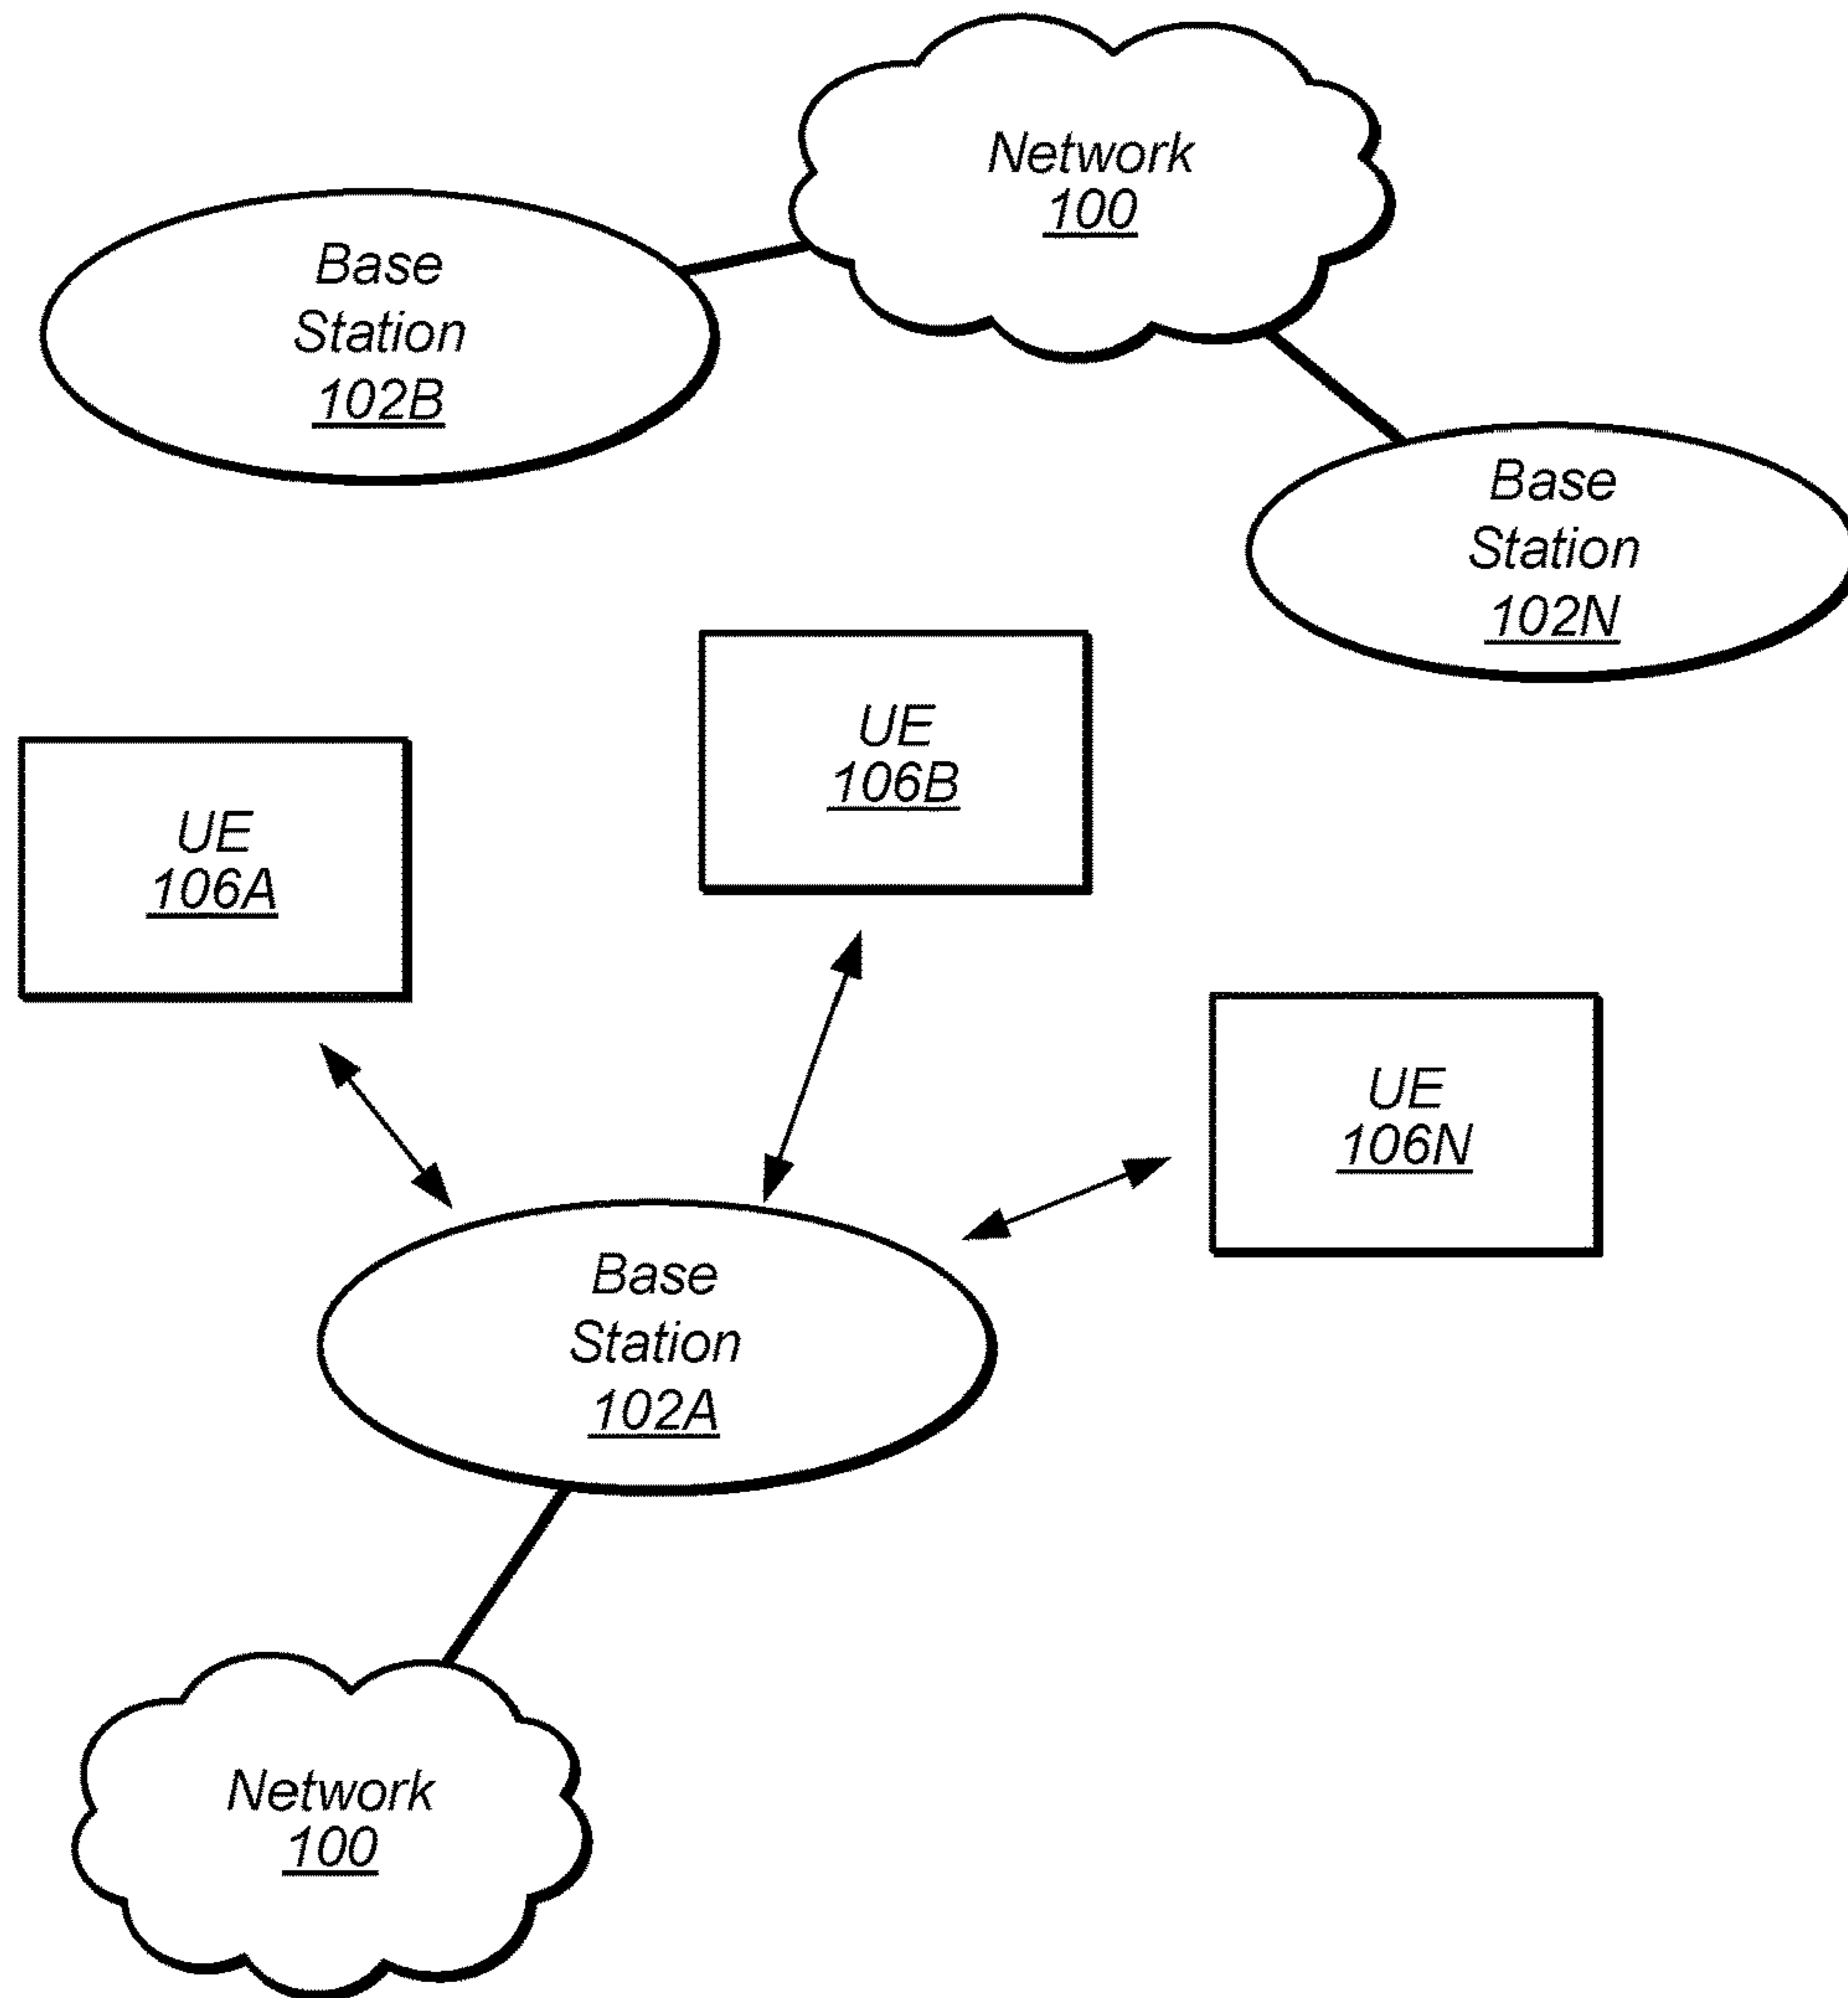 Network
100
Base
Station
102B
Base
Station
102N
UE
106B
UE
106A
UE
106N
Base
Station
102A
Network
100